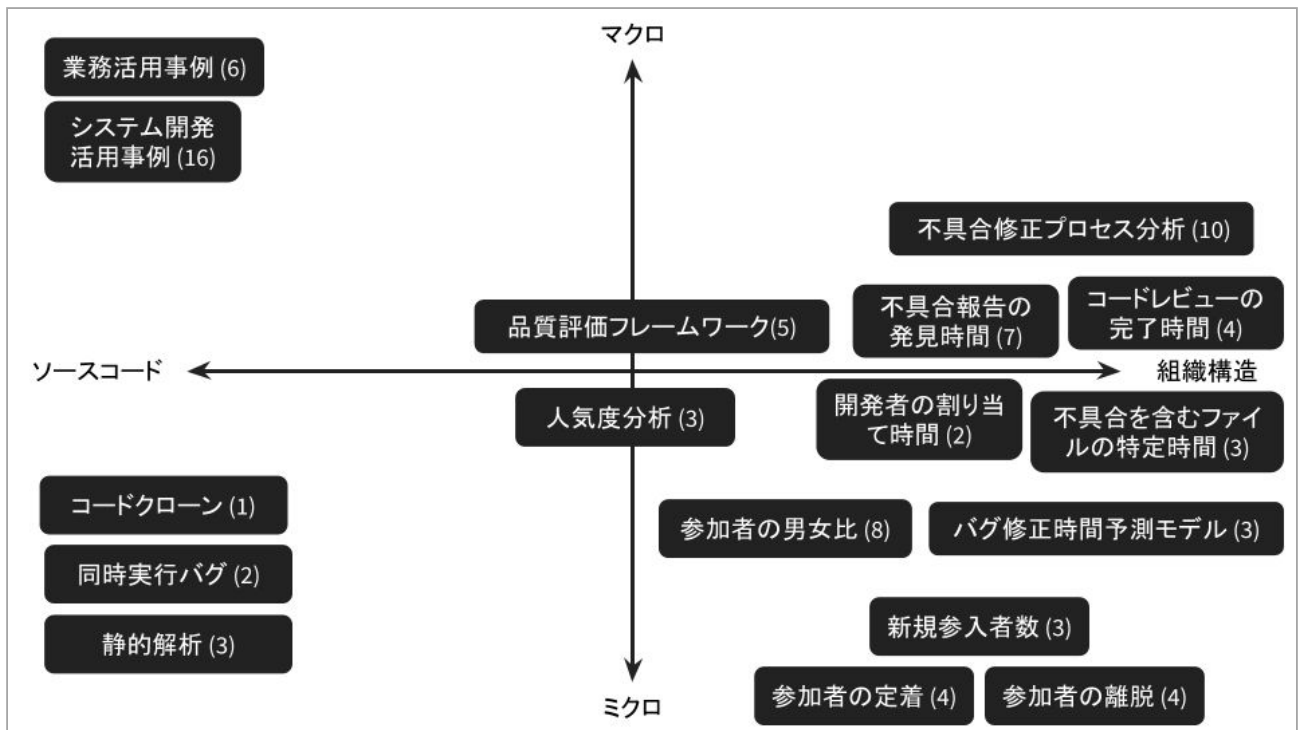 マクロ
業務活用事例 (6)
システム開発
活用事例 (16)
不具合修正プロセス分析 (10)
品質評価フレームワーク(5)
不具合報告の
発見時間 (7)
コードレビューの
完了時間 (4)
ソースコード
組織構造
人気度分析 (3)
開発者の割り当
て時間 (2)
不具合を含むファイ
ルの特定時間 (3)
コードクローン (1)
参加者の男女比 (8)
バグ修正時間予測モデル (3)
同時実行バグ (2)
静的解析 (3)
新規参入者数 (3)
参加者の定着 (4)
参加者の離脱 (4)
ミクロ